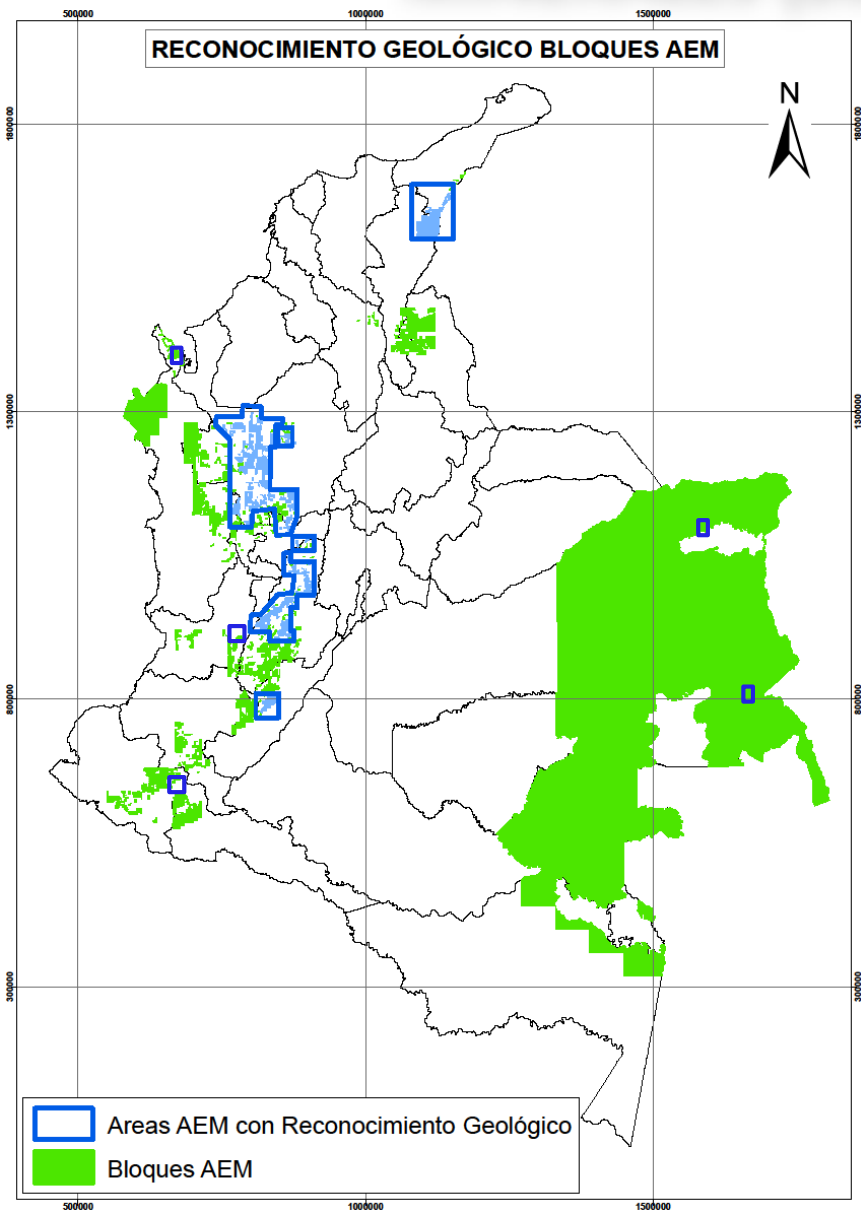 500000 1000000 1500000
RECONOCIMIENTO GEOLÓGICO BLOQUES AEM
N
1800000 1800000
1300000 1300000
800000 800000
300000 300000
Areas AEM con Reconocimiento Geológico
Bloques AEM
500000 1000000 1500000